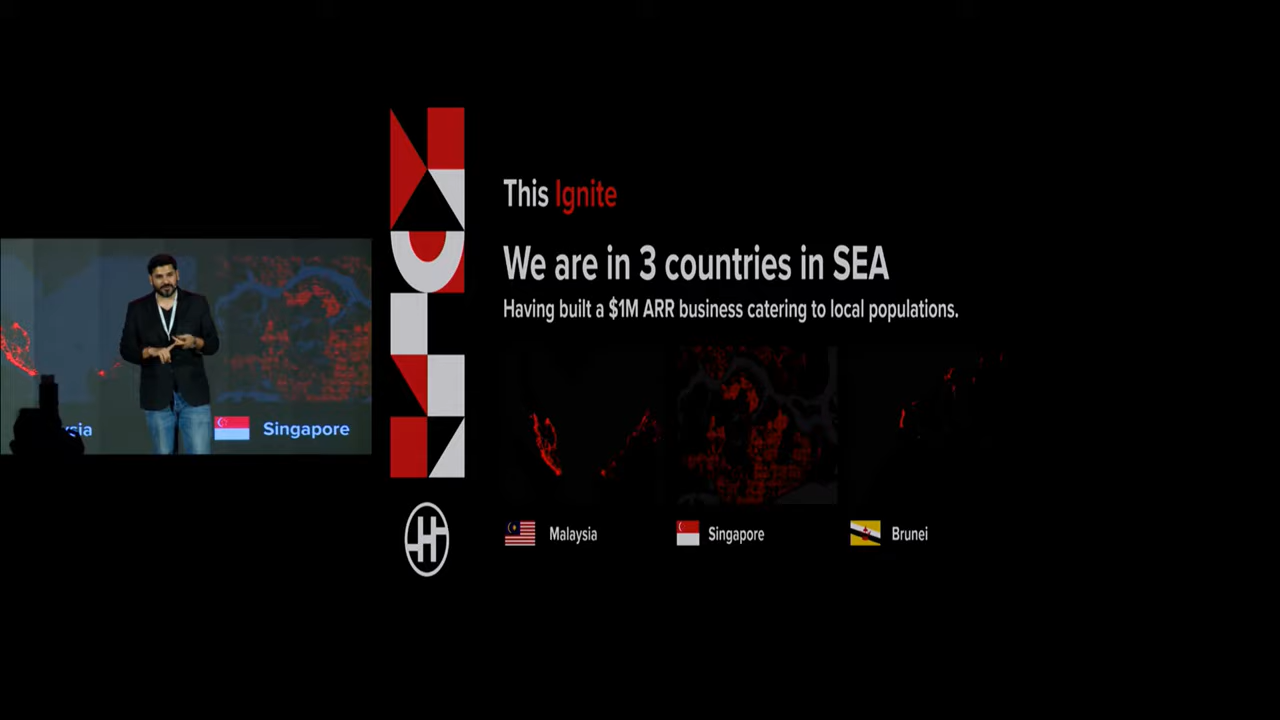 This Ignite
We are in 3 countries in SEA
Having built a $1M ARR business catering to local populations.
Malaysia
Singapore
Brunei
sia
Singapore